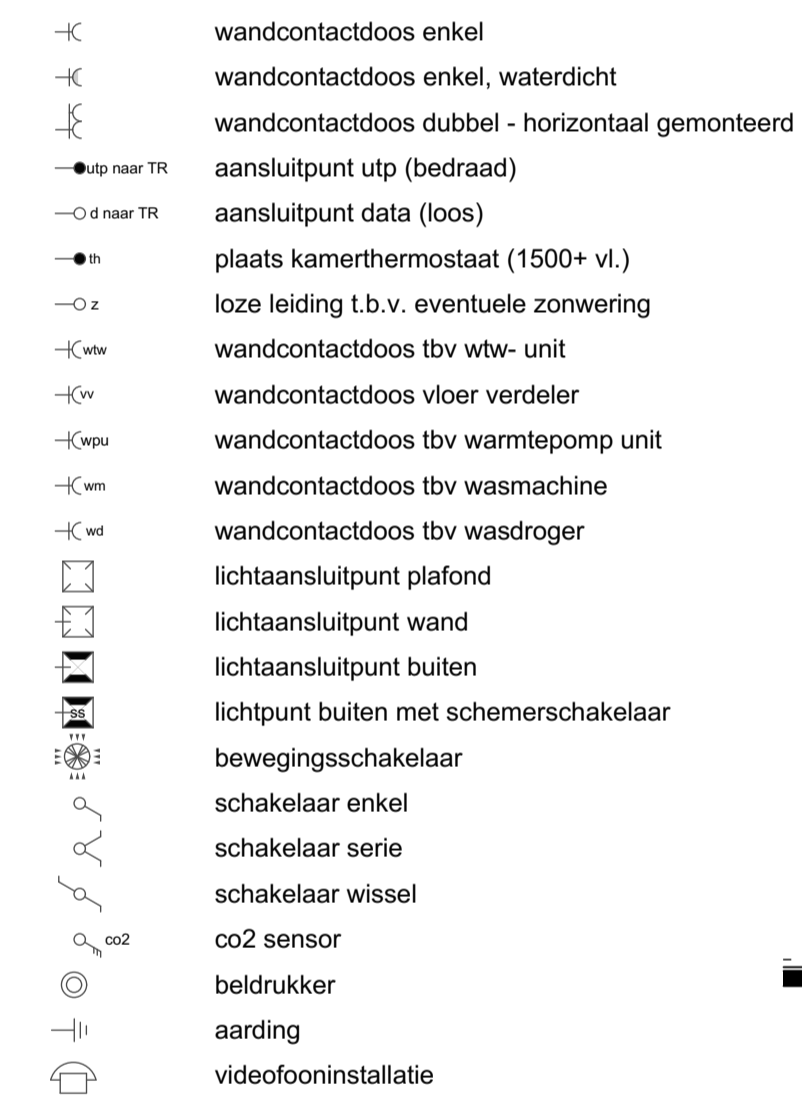 wandcontactdoos enkel
wandcontactdoos enkel, waterdicht
wandcontactdoos dubbel - horizontaal gemonteerd
utp naar TR aansluitpunt utp (bedraad)
d naar TR aansluitpunt data (loos)
th plaats kamerthermostaat (1500+ vl.)
z loze leiding t.b.v. eventuele zonwering
wtw wandcontactdoos tbv wtw- unit
vv wandcontactdoos vloer verdeler
wpu wandcontactdoos tbv warmtepomp unit
wm wandcontactdoos tbv wasmachine
wd wandcontactdoos tbv wasdroger
lichtaansluitpunt plafond
lichtaansluitpunt wand
lichtaansluitpunt buiten
ss lichtpunt buiten met schemerschakelaar
bewegingsschakelaar
schakelaar enkel
schakelaar serie
schakelaar wissel
co2 co2 sensor
beldrukker
aarding
videofooninstallatie